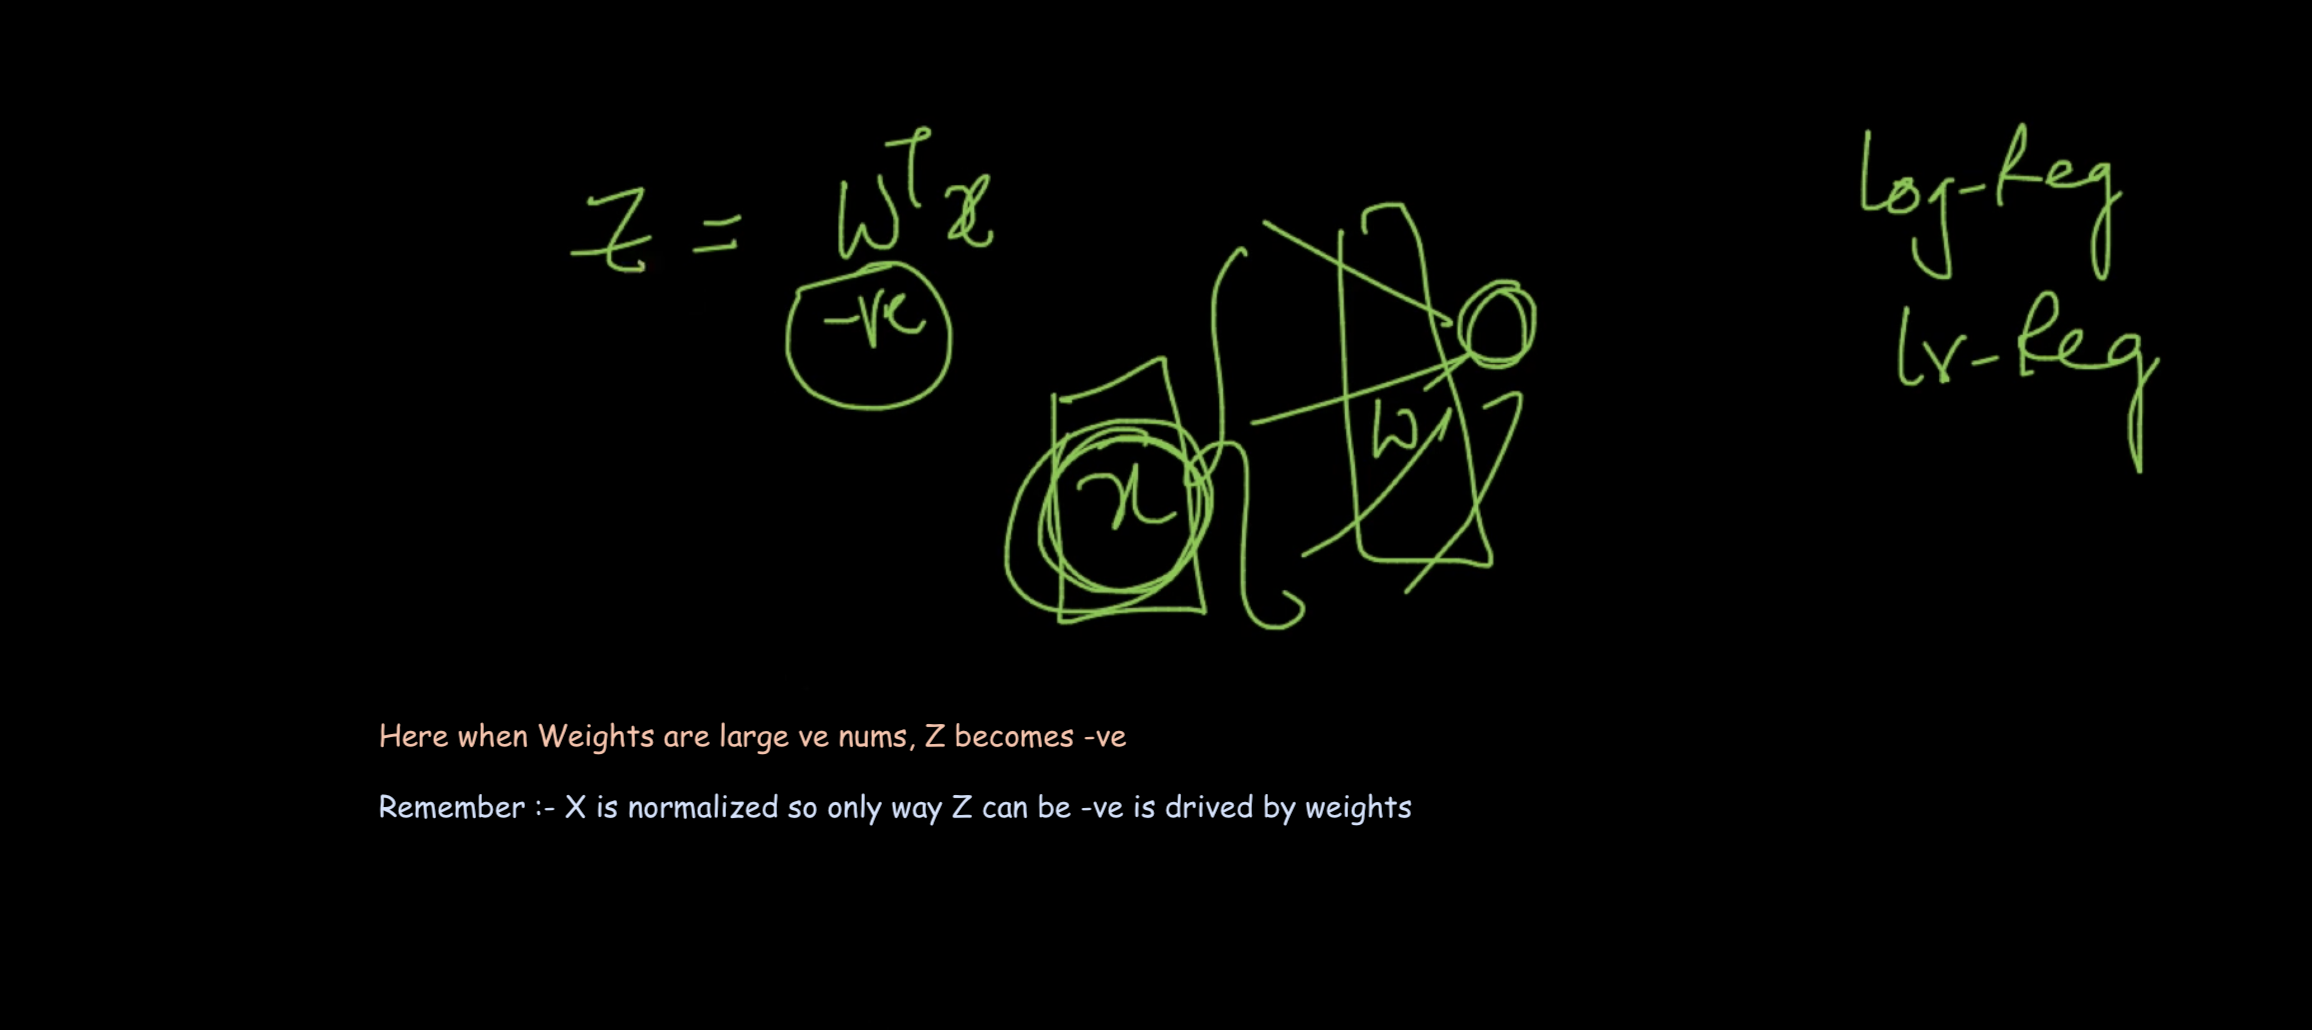 Z = W^T x
-ve
x
W
Log-Reg
lr-Reg
Here when Weights are large ve nums, Z becomes -ve
Remember :- X is normalized so only way Z can be -ve is drived by weights